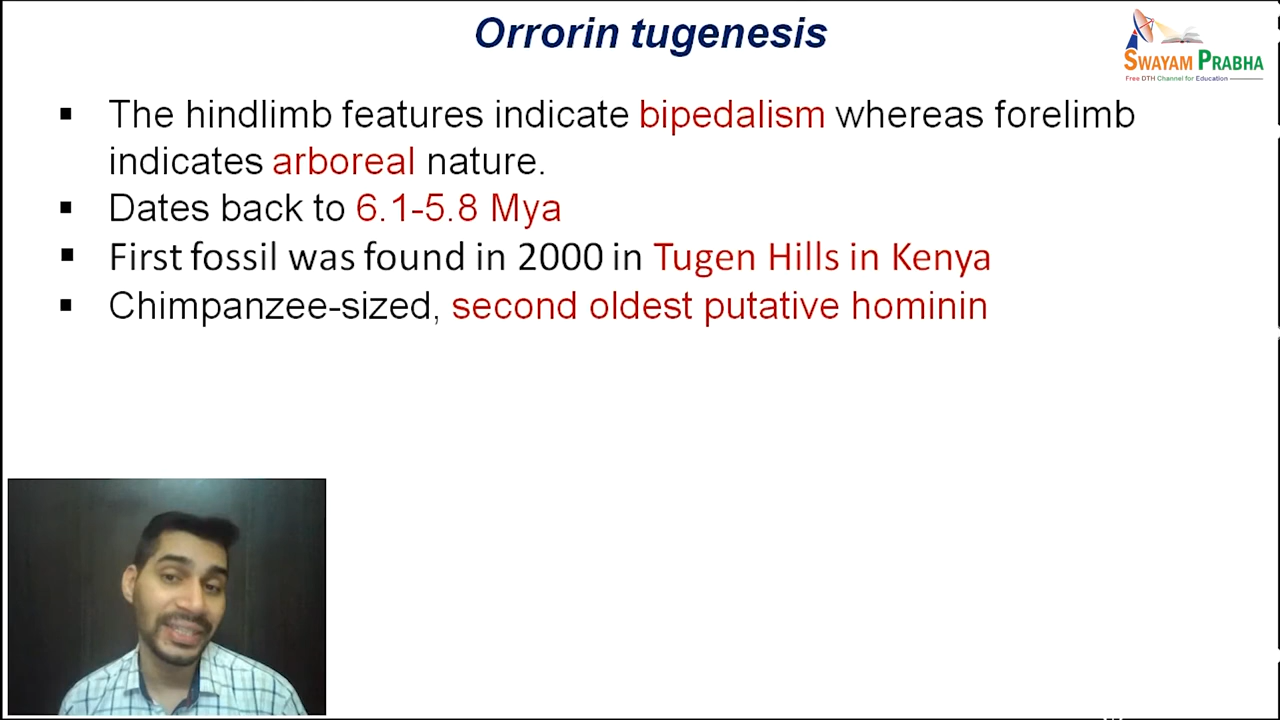 Orrorin tugenesis
SWAYAM PRABHA
Free DTH Channel for Education
▪ The hindlimb features indicate bipedalism whereas forelimb
indicates arboreal nature.
▪ Dates back to 6.1-5.8 Mya
▪ First fossil was found in 2000 in Tugen Hills in Kenya
▪ Chimpanzee-sized, second oldest putative hominin